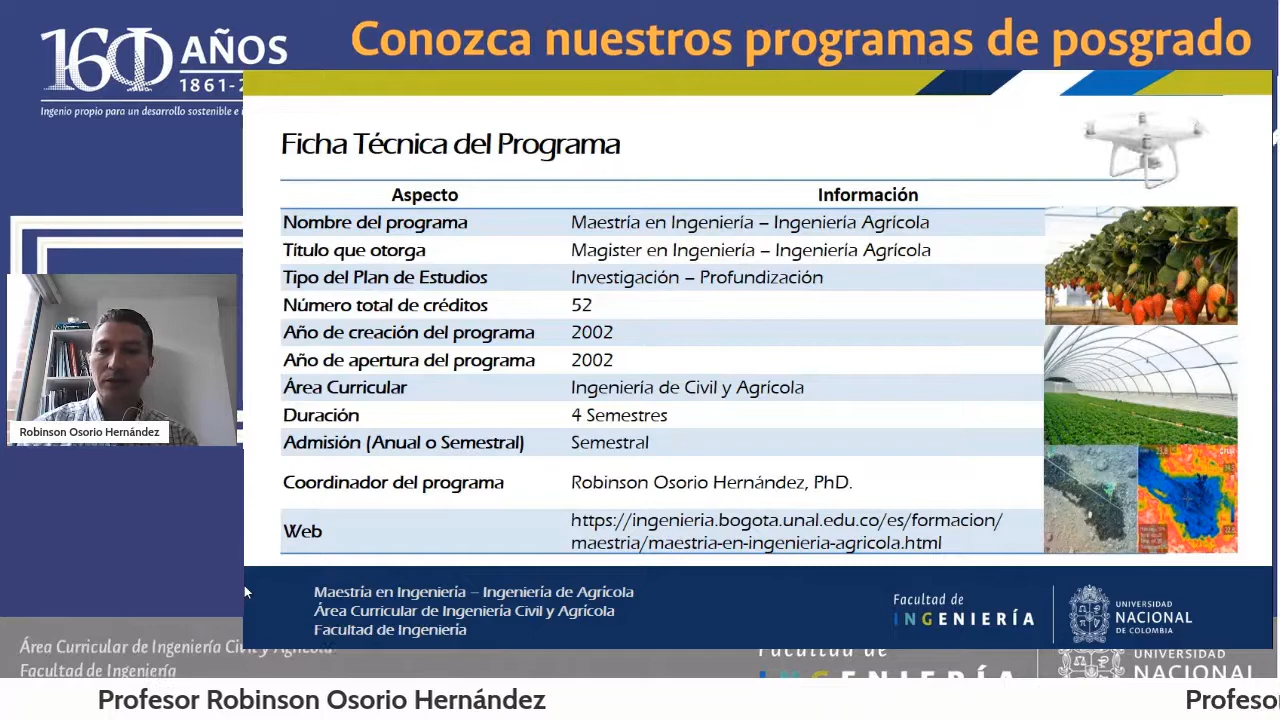 160 AÑOS
1861-2
Ingenio propio para un desarrollo sostenible e
Conozca nuestros programas de posgrado
Ficha Técnica del Programa
Aspecto Información
Nombre del programa Maestría en Ingeniería – Ingeniería Agrícola
Título que otorga Magister en Ingeniería – Ingeniería Agrícola
Tipo del Plan de Estudios Investigación – Profundización
Número total de créditos 52
Año de creación del programa 2002
Año de apertura del programa 2002
Área Curricular Ingeniería de Civil y Agrícola
Duración 4 Semestres
Admisión (Anual o Semestral) Semestral
Coordinador del programa Robinson Osorio Hernández, PhD.
Web https://ingenieria.bogota.unal.edu.co/es/formacion/
maestria/maestria-en-ingenieria-agricola.html
Robinson Osorio Hernández
Maestría en Ingeniería – Ingeniería de Agrícola
Área Curricular de Ingeniería Civil y Agrícola
Facultad de Ingeniería
Facultad de
INGENIERÍA
UNIVERSIDAD
NACIONAL
DE COLOMBIA
Área Curricular de Ingeniería Civil y Agrícola
Facultad de Ingeniería
Facultad de
INGENIERÍA
UNIVERSIDAD
NACIONAL
Profesor Robinson Osorio Hernández
Profeso